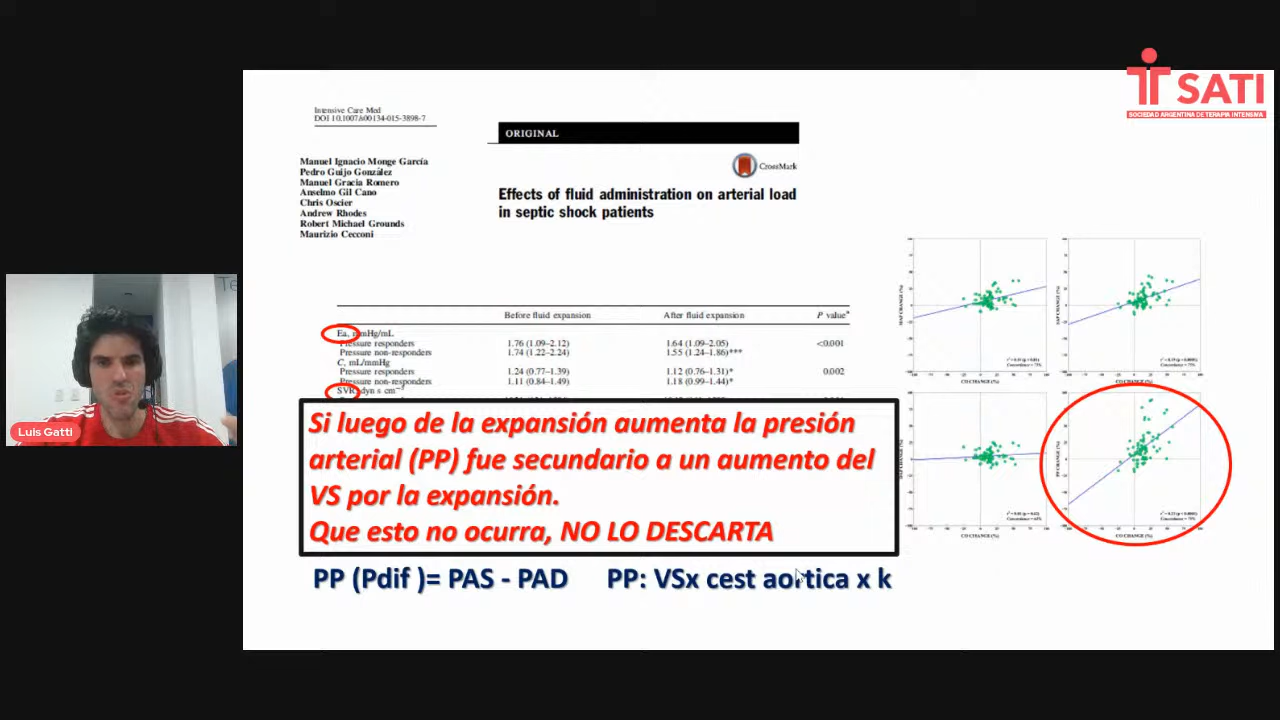 SATI
SOCIEDAD ARGENTINA DE TERAPIA INTENSIVA
Intensive Care Med
DOI 10.1007/s00134-015-3898-7
ORIGINAL
Manuel Ignacio Monge García
Pedro Guijo González
Manuel Gracia Romero
Anselmo Gil Cano
Chris Oscier
Andrew Rhodes
Robert Michael Grounds
Maurizio Cecconi
CrossMark
Effects of fluid administration on arterial load
in septic shock patients
Before fluid expansion After fluid expansion P value^a
Ea, mmHg/mL
Pressure responders 1.76 (1.09–2.12) 1.64 (1.09–2.05) <0.001
Pressure non-responders 1.74 (1.22–2.24) 1.55 (1.24–1.86)***
C, mL/mmHg
Pressure responders 1.24 (0.77–1.39) 1.12 (0.76–1.31)* 0.002
Pressure non-responders 1.11 (0.84–1.49) 1.18 (0.99–1.44)*
SVR, dyn s cm
Si luego de la expansión aumenta la presión
arterial (PP) fue secundario a un aumento del
VS por la expansión.
Que esto no ocurra, NO LO DESCARTA
PP (Pdif )= PAS - PAD PP: VSx cest aortica x k
CO CHANGE (%)
CO CHANGE (%)
PP CHANGE (%)
CO CHANGE (%)
CO CHANGE (%)
Luis Gatti